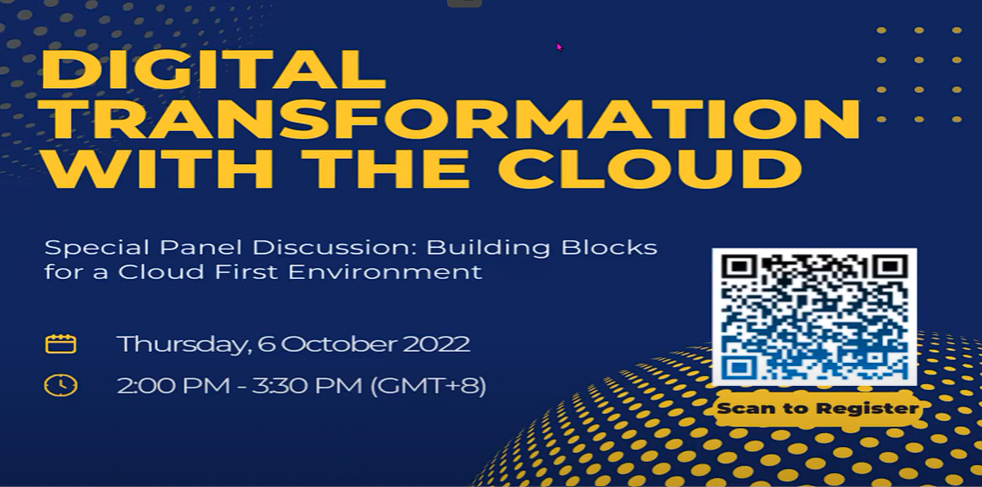 DIGITAL
TRANSFORMATION
WITH THE CLOUD
Special Panel Discussion: Building Blocks
for a Cloud First Environment
Thursday, 6 October 2022
2:00 PM - 3:30 PM (GMT+8)
Scan to Register